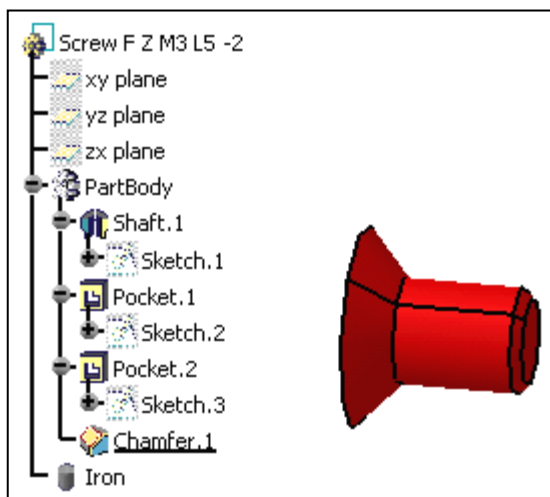 Screw F Z M3 L5 -2
xy plane
yz plane
zx plane
PartBody
Shaft.1
Sketch.1
Pocket.1
Sketch.2
Pocket.2
Sketch.3
Chamfer.1
Iron